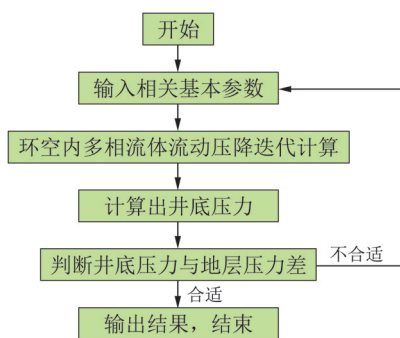 开始
输入相关基本参数
环空内多相流体流动压降迭代计算
计算出井底压力
判断井底压力与地层压力差
不合适
合适
输出结果，结束